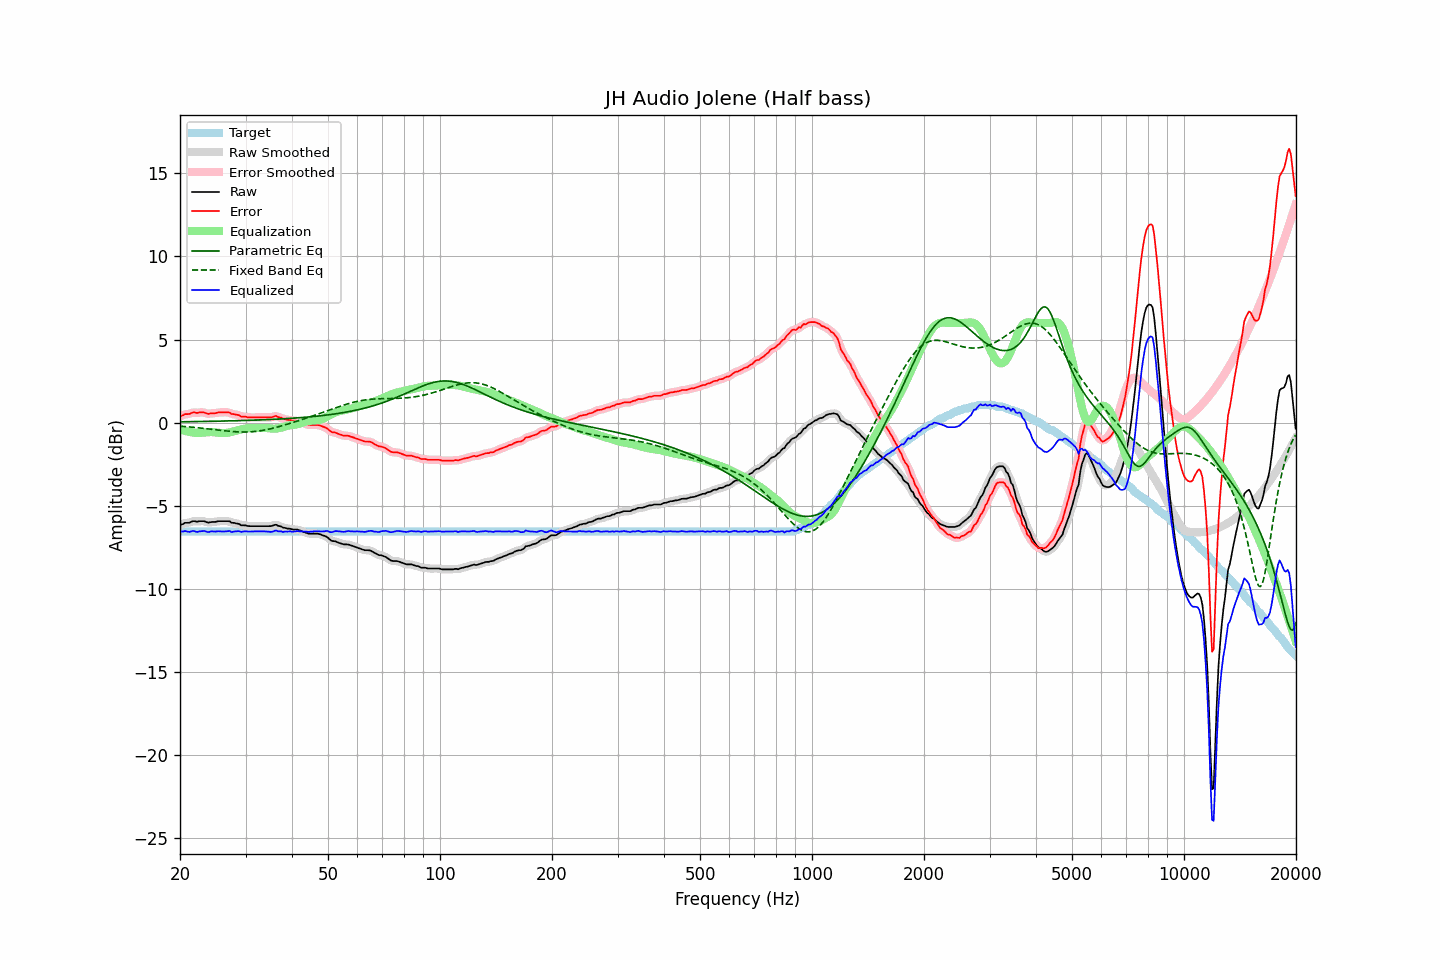 JH Audio Jolene (Half bass)
Target
Raw Smoothed
Error Smoothed
Raw
Error
Equalization
Parametric Eq
Fixed Band Eq
Equalized
Amplitude (dBr)
15
10
5
0
−5
−10
−15
−20
−25
20 50 100 200 500 1000 2000 5000 10000 20000
Frequency (Hz)